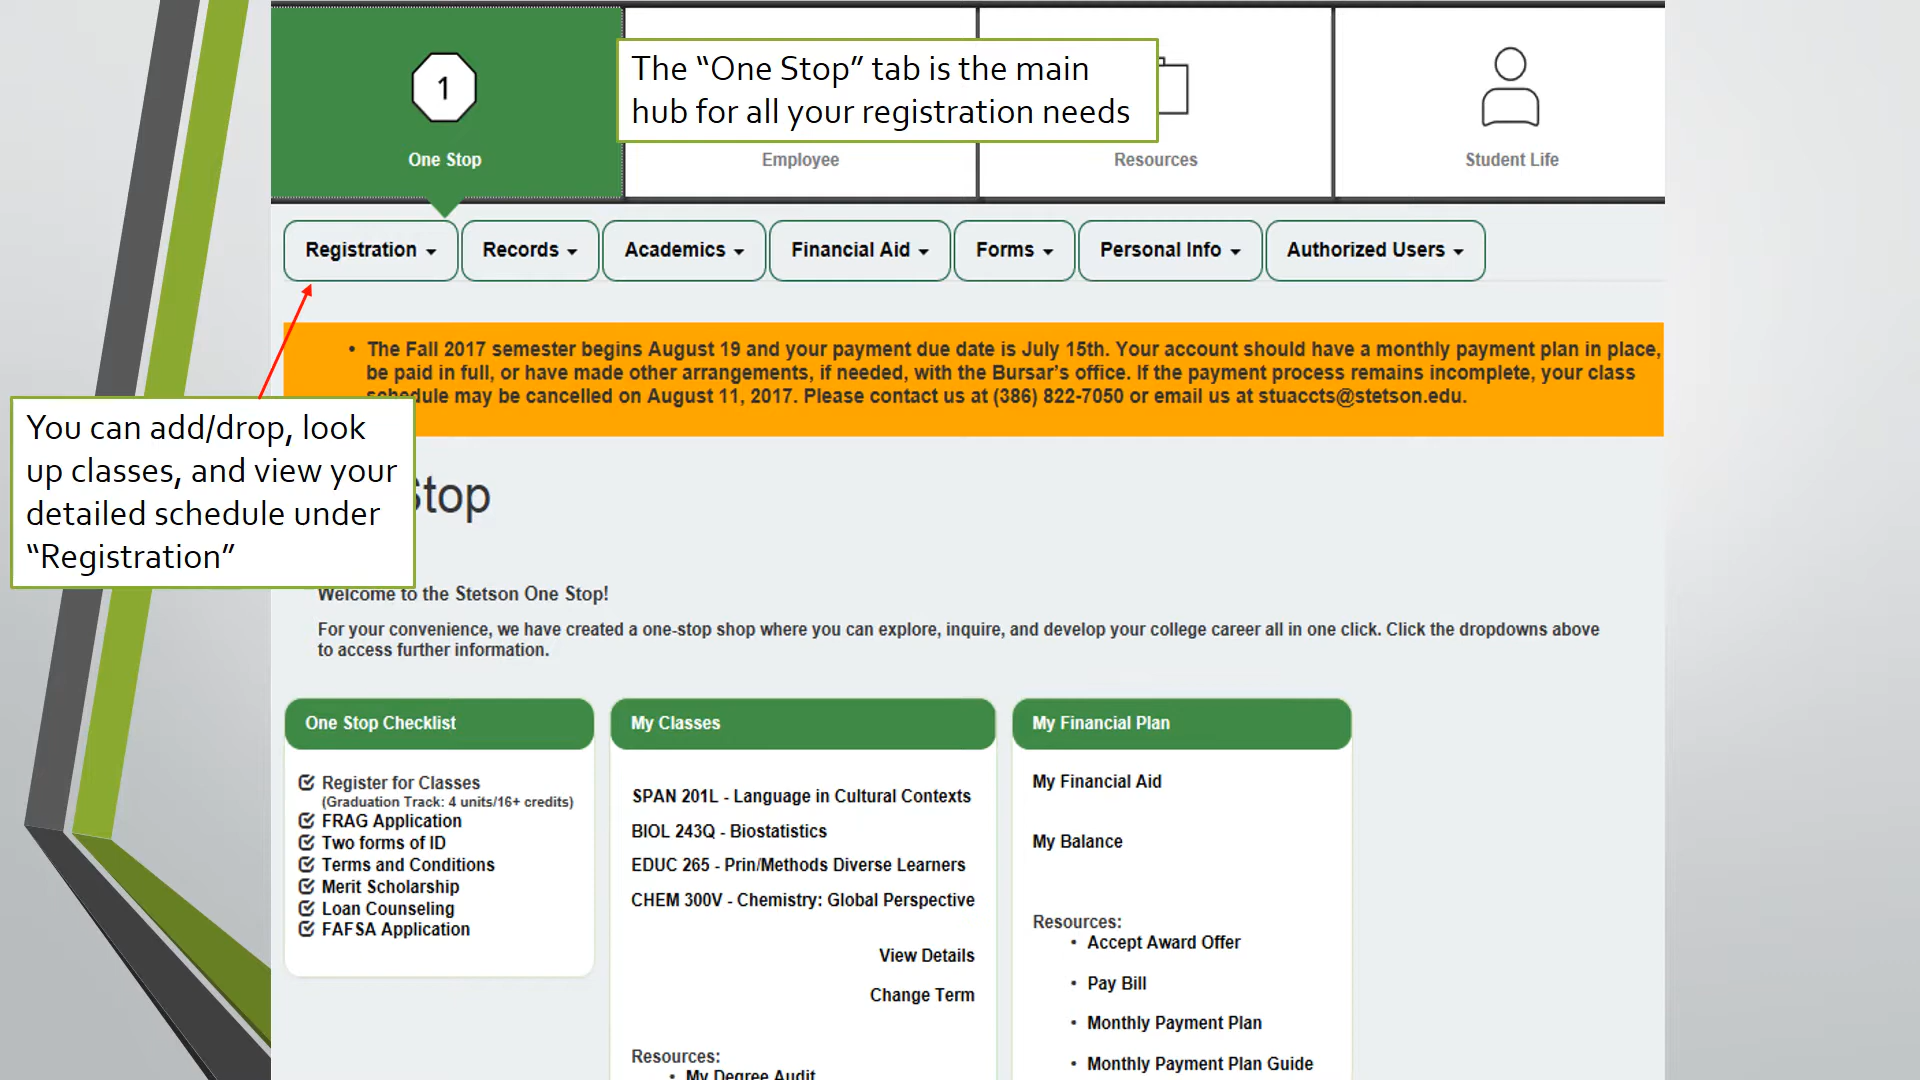 1
One Stop
The “One Stop” tab is the main
hub for all your registration needs
Employee
Resources
Student Life
Registration
Records
Academics
Financial Aid
Forms
Personal Info
Authorized Users
• The Fall 2017 semester begins August 19 and your payment due date is July 15th. Your account should have a monthly payment plan in place,
be paid in full, or have made other arrangements, if needed, with the Bursar’s office. If the payment process remains incomplete, your class
schedule may be cancelled on August 11, 2017. Please contact us at (386) 822-7050 or email us at stuaccts@stetson.edu.
You can add/drop, look
up classes, and view your
detailed schedule under
“Registration”
Stop
Welcome to the Stetson One Stop!
For your convenience, we have created a one-stop shop where you can explore, inquire, and develop your college career all in one click. Click the dropdowns above
to access further information.
One Stop Checklist
Register for Classes
(Graduation Track: 4 units/16+ credits)
FRAG Application
Two forms of ID
Terms and Conditions
Merit Scholarship
Loan Counseling
FAFSA Application
My Classes
SPAN 201L - Language in Cultural Contexts
BIOL 243Q - Biostatistics
EDUC 265 - Prin/Methods Diverse Learners
CHEM 300V - Chemistry: Global Perspective
View Details
Change Term
Resources:
• My Degree Audit
My Financial Plan
My Financial Aid
My Balance
Resources:
• Accept Award Offer
• Pay Bill
• Monthly Payment Plan
• Monthly Payment Plan Guide